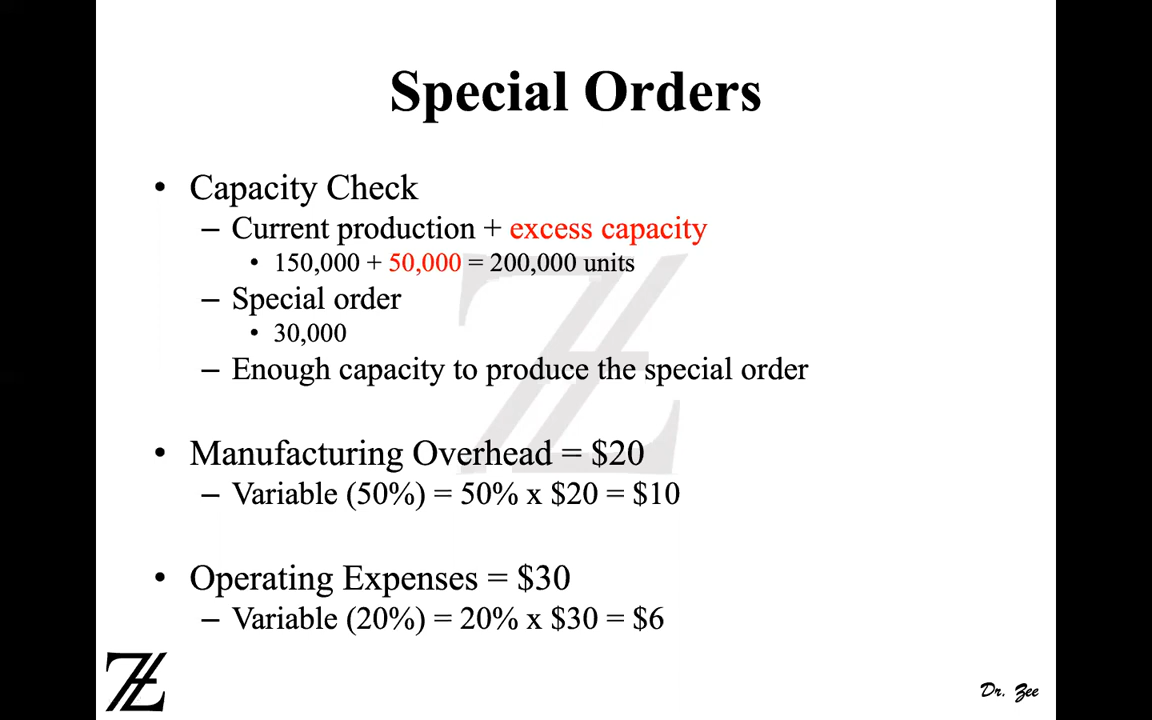 Special Orders
• Capacity Check
– Current production + excess capacity
• 150,000 + 50,000 = 200,000 units
– Special order
• 30,000
– Enough capacity to produce the special order
• Manufacturing Overhead = $20
– Variable (50%) = 50% x $20 = $10
• Operating Expenses = $30
– Variable (20%) = 20% x $30 = $6
Dr. Zee